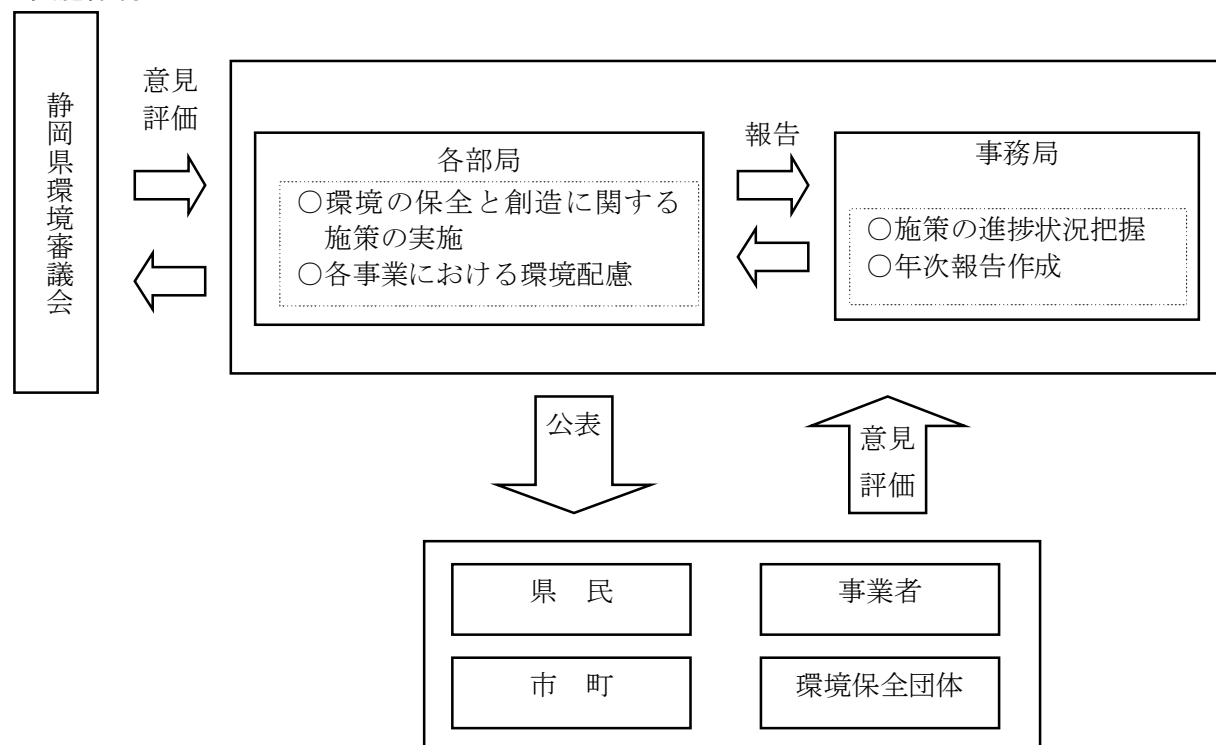 静岡県環境審議会
意見
評価
各部局
○環境の保全と創造に関する
施策の実施
○各事業における環境配慮
報告
事務局
○施策の進捗状況把握
○年次報告作成
公表
意見
評価
県 民
事業者
市 町
環境保全団体